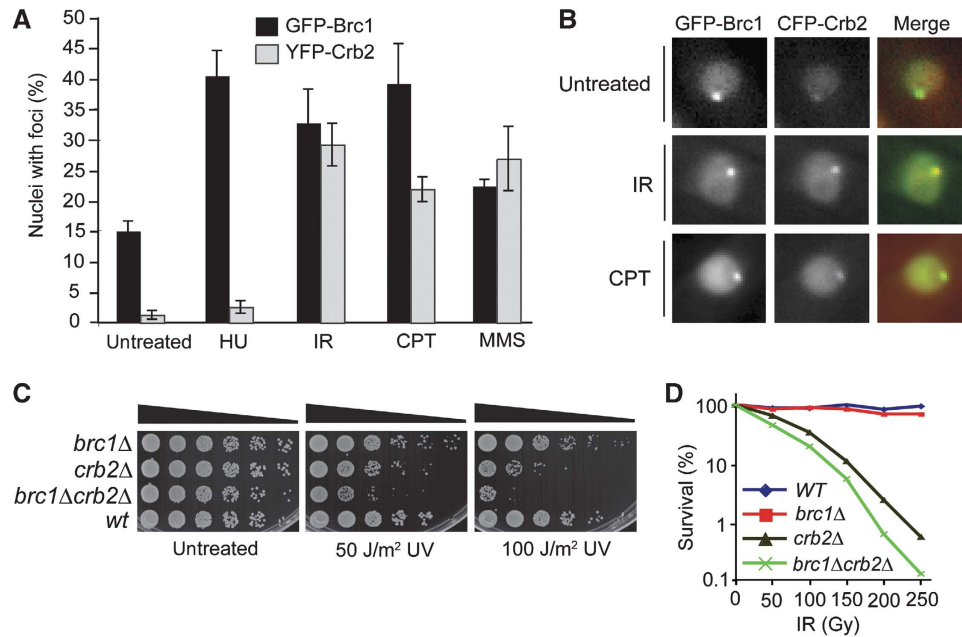 A
GFP-Brc1
YFP-Crb2
Nuclei with foci (%)
50
45
40
35
30
25
20
15
10
5
0
Untreated HU IR CPT MMS
B
GFP-Brc1 CFP-Crb2 Merge
Untreated
IR
CPT
C
brc1Δ
crb2Δ
brc1Δcrb2Δ
wt
Untreated 50 J/m² UV 100 J/m² UV
D
Survival (%)
100
10
1
0.1
WT
brc1Δ
crb2Δ
brc1Δcrb2Δ
0 50 100 150 200 250
IR (Gy)